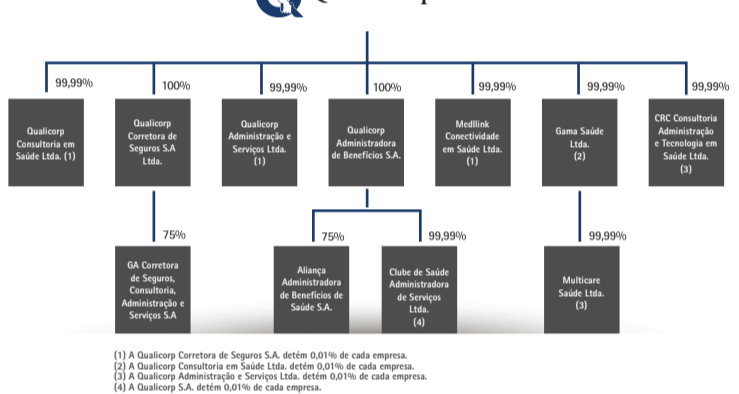 99,99%
100%
99,99%
100%
99,99%
99,99%
99,99%
Qualicorp
Consultoria em
Saúde Ltda. (1)
Qualicorp
Corretora de
Seguros S.A
Ltda.
Qualicorp
Administração e
Serviços Ltda.
(1)
Qualicorp
Administradora
de Benefícios S.A.
Medllink
Conectividade
em Saúde Ltda.
(1)
Gama Saúde
Ltda.
(2)
CRC Consultoria
Administração
e Tecnologia em
Saúde Ltda.
(3)
75%
75%
99,99%
99,99%
GA Corretora
de Seguros,
Consultoria,
Administração e
Serviços S.A
Aliança
Administradora
de Benefícios de
Saúde S.A.
Clube de Saúde
Administradora
de Serviços
Ltda.
(4)
Multicare
Saúde Ltda.
(3)
(1) A Qualicorp Corretora de Seguros S.A. detém 0,01% de cada empresa.
(2) A Qualicorp Consultoria em Saúde Ltda. detém 0,01% de cada empresa.
(3) A Qualicorp Administração e Serviços Ltda. detém 0,01% de cada empresa.
(4) A Qualicorp S.A. detém 0,01% de cada empresa.